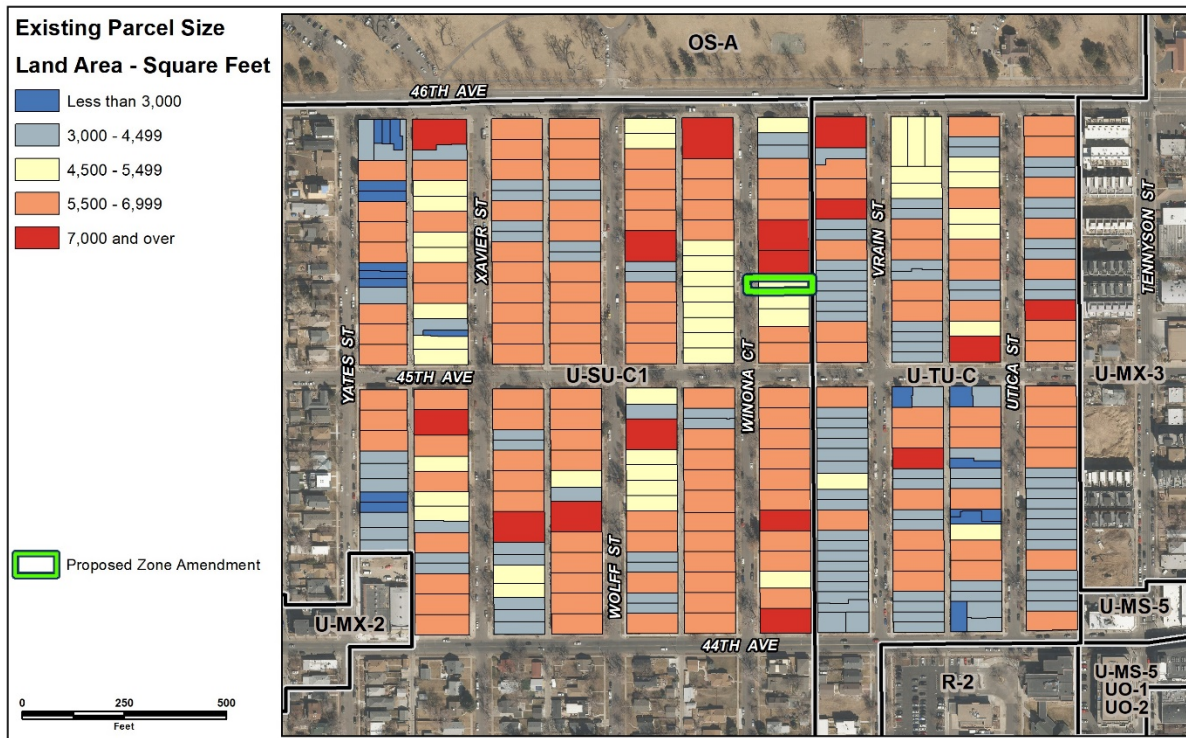 Existing Parcel Size
Land Area - Square Feet
Less than 3,000
3,000 - 4,499
4,500 - 5,499
5,500 - 6,999
7,000 and over
Proposed Zone Amendment
0 250 500
Feet
OS-A
46TH AVE
YATES ST
XAVIER ST
WOLFF ST
WINONA CT
VRAIN ST
UTICA ST
TENNYSON ST
45TH AVE
U-SU-C1
U-TU-C
U-MX-3
U-MX-2
44TH AVE
U-MS-5
R-2
U-MS-5
UO-1
UO-2